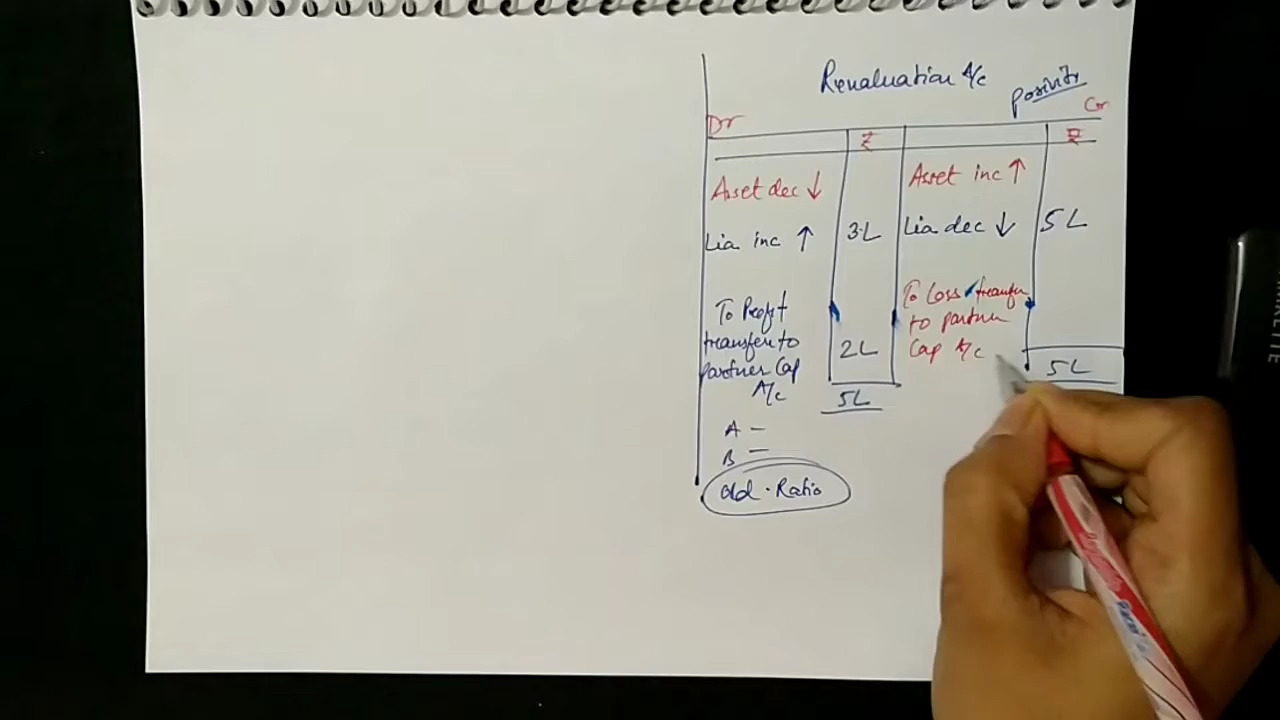 Revaluation A/c
positive
Dr
Cr
₹
₹
Asset dec ↓
Lia inc ↑
3L
To Profit
transfer to
partner Cap
A/c
2L
5L
A -
B -
Old . Ratio
Asset inc ↑
Lia dec ↓
5L
To Loss transfer
to partner
Cap A/c
5L